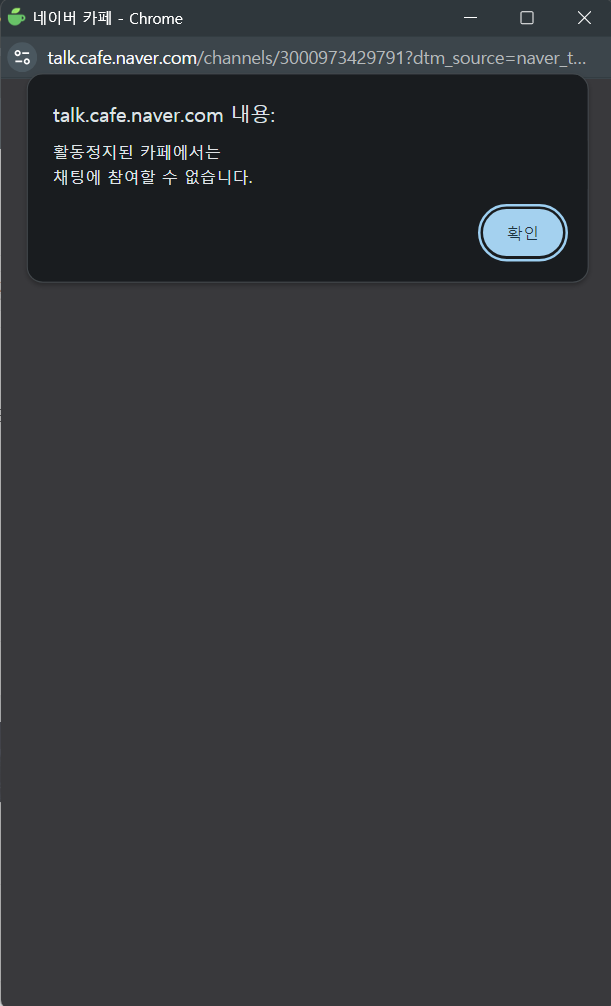 네이버 카페 - Chrome
talk.cafe.naver.com/channels/3000973429791?dtm_source=naver_t...
talk.cafe.naver.com 내용:
활동정지된 카페에서는
채팅에 참여할 수 없습니다.
확인